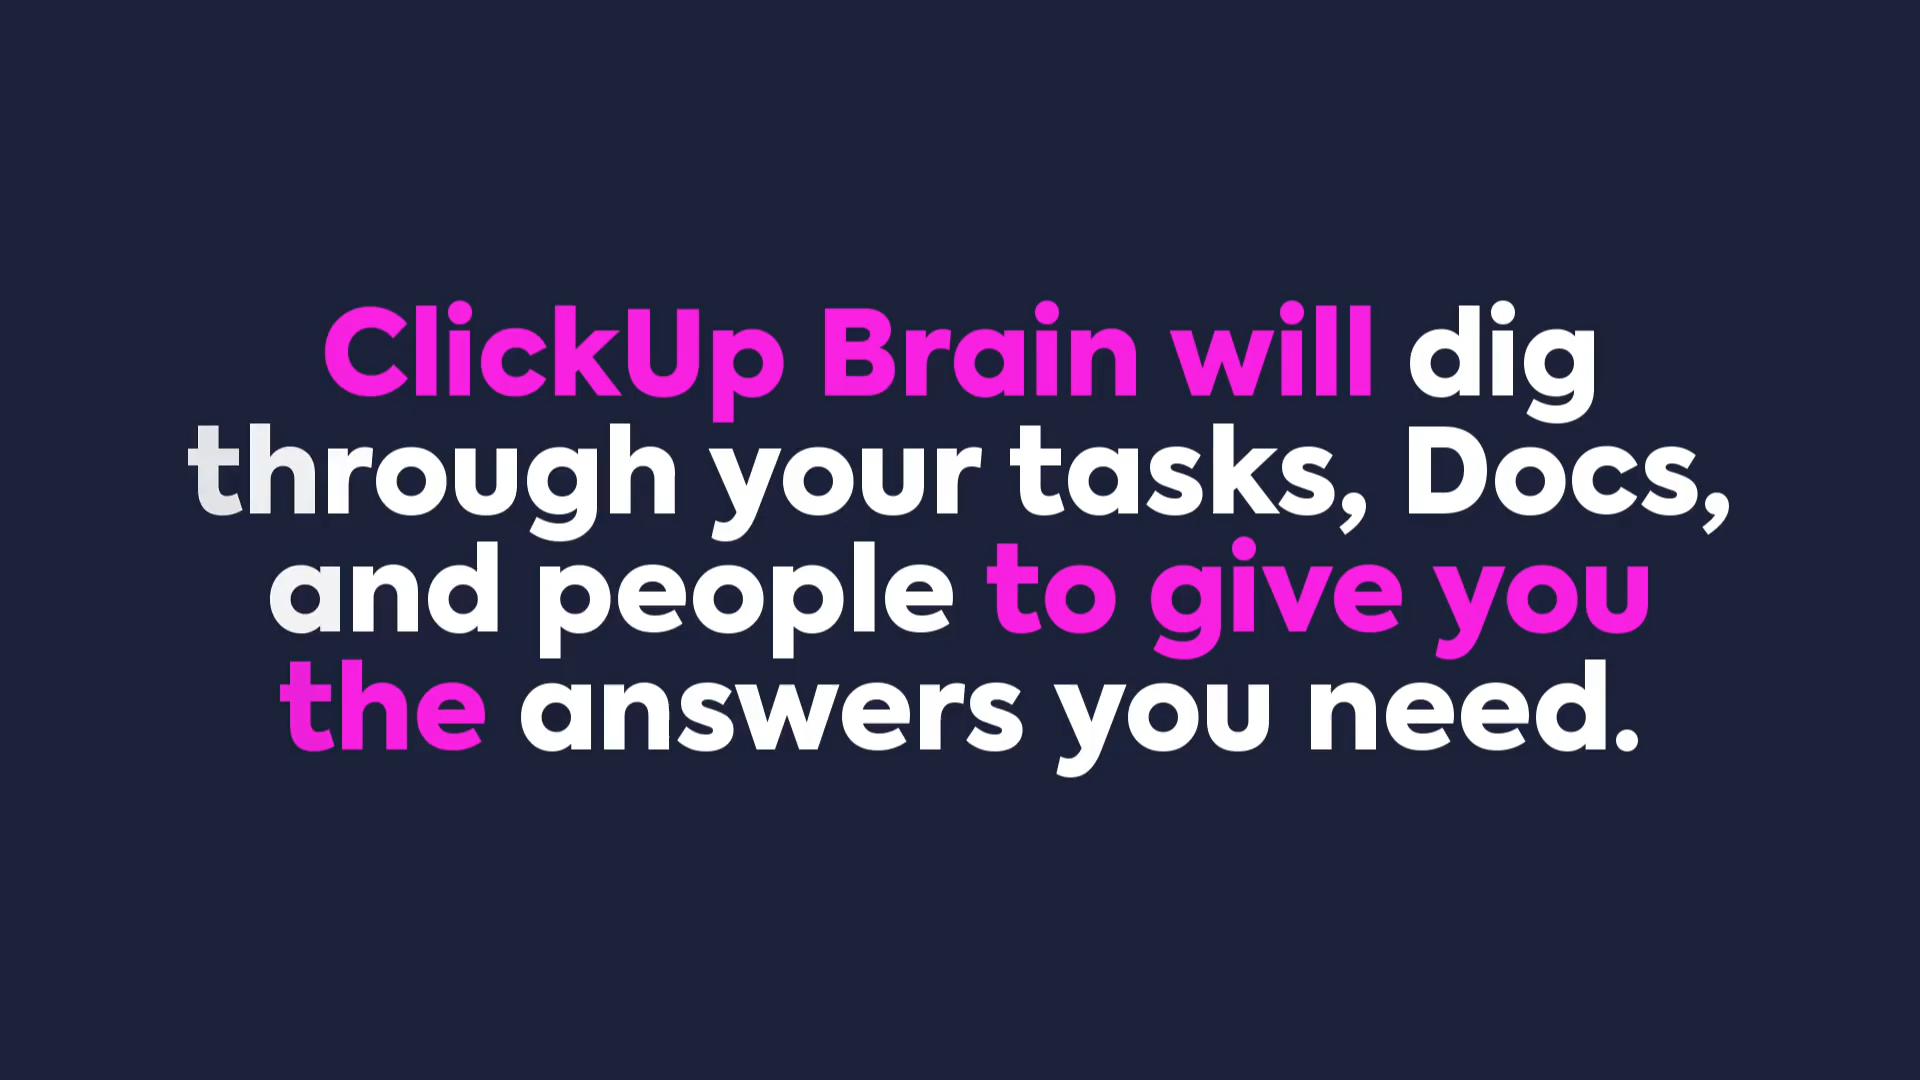 ClickUp Brain will dig
through your tasks, Docs,
and people to give you
the answers you need.